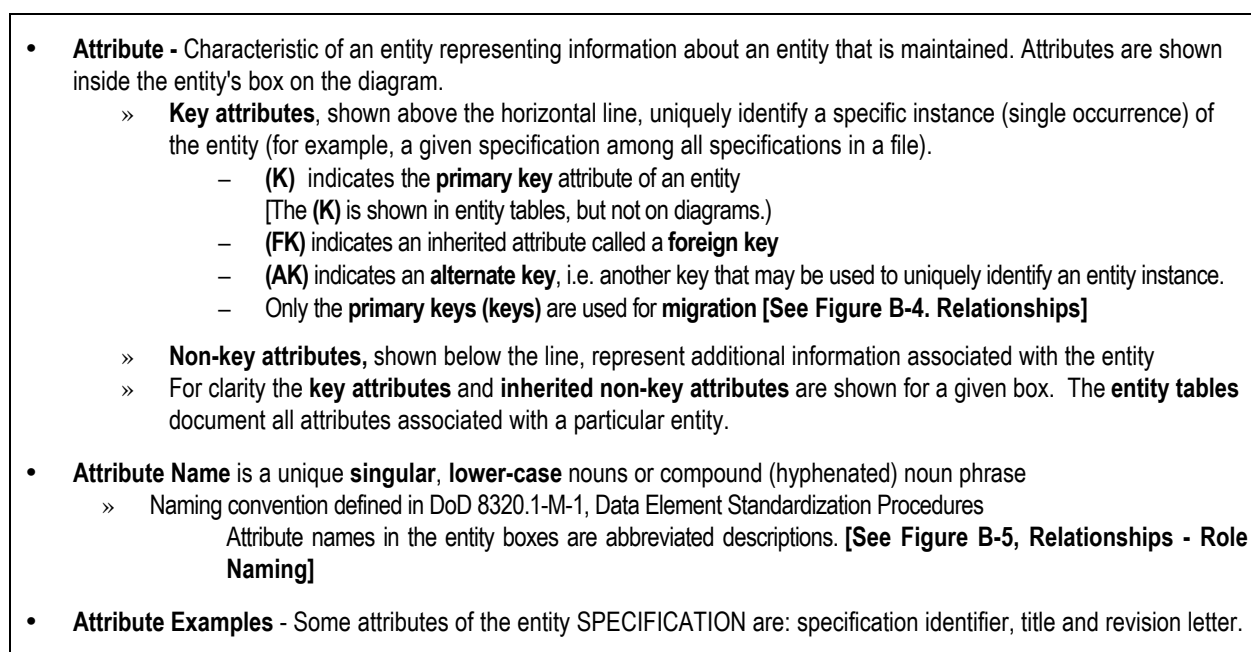 • Attribute - Characteristic of an entity representing information about an entity that is maintained. Attributes are shown
inside the entity's box on the diagram.
» Key attributes, shown above the horizontal line, uniquely identify a specific instance (single occurrence) of
the entity (for example, a given specification among all specifications in a file).
– (K) indicates the primary key attribute of an entity
[The (K) is shown in entity tables, but not on diagrams.)
– (FK) indicates an inherited attribute called a foreign key
– (AK) indicates an alternate key, i.e. another key that may be used to uniquely identify an entity instance.
– Only the primary keys (keys) are used for migration [See Figure B-4. Relationships]
» Non-key attributes, shown below the line, represent additional information associated with the entity
» For clarity the key attributes and inherited non-key attributes are shown for a given box. The entity tables
document all attributes associated with a particular entity.
• Attribute Name is a unique singular, lower-case nouns or compound (hyphenated) noun phrase
» Naming convention defined in DoD 8320.1-M-1, Data Element Standardization Procedures
Attribute names in the entity boxes are abbreviated descriptions. [See Figure B-5, Relationships - Role
Naming]
• Attribute Examples - Some attributes of the entity SPECIFICATION are: specification identifier, title and revision letter.